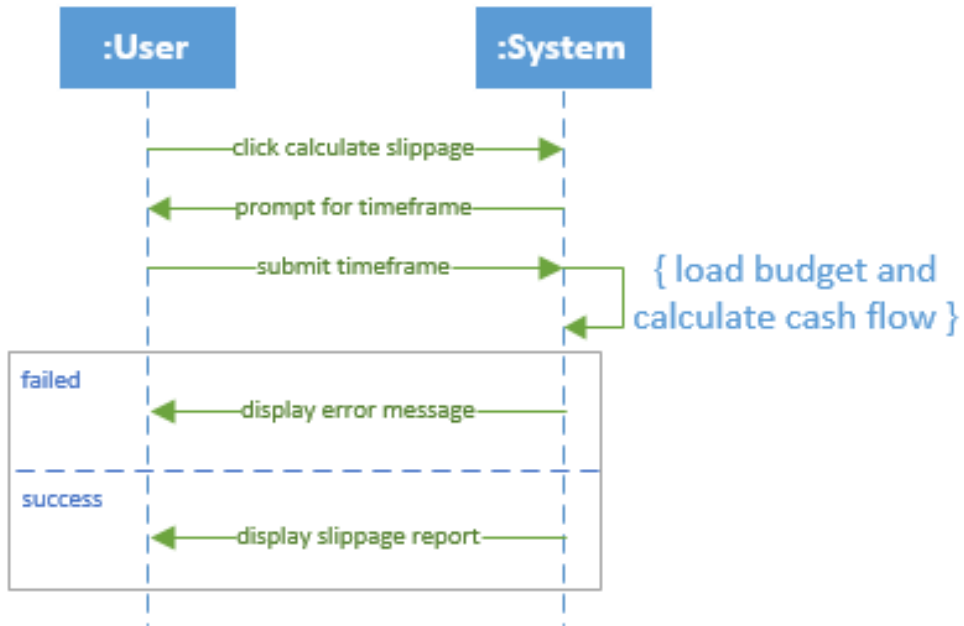 :User
:System
click calculate slippage
prompt for timeframe
submit timeframe
{ load budget and
calculate cash flow }
failed
display error message
success
display slippage report